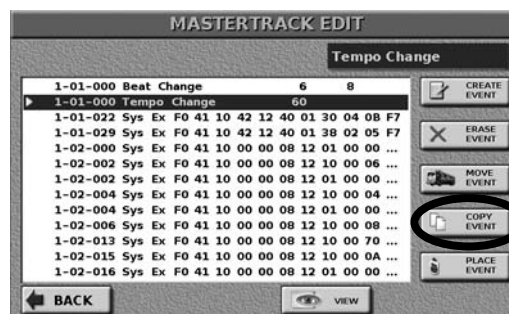 MASTERTRACK EDIT
Tempo Change
1-01-000 Beat Change 6 8
1-01-000 Tempo Change 60
1-01-022 Sys Ex F0 41 10 42 12 40 01 30 04 0B F7
1-01-029 Sys Ex F0 41 10 42 12 40 01 38 02 05 F7
1-02-000 Sys Ex F0 41 10 00 00 08 12 01 00 00 ...
1-02-002 Sys Ex F0 41 10 00 00 08 12 10 00 06 ...
1-02-002 Sys Ex F0 41 10 00 00 08 12 01 00 00 ...
1-02-004 Sys Ex F0 41 10 00 00 08 12 10 00 04 ...
1-02-004 Sys Ex F0 41 10 00 00 08 12 01 00 00 ...
1-02-006 Sys Ex F0 41 10 00 00 08 12 10 00 08 ...
1-02-013 Sys Ex F0 41 10 00 00 08 12 10 00 70 ...
1-02-015 Sys Ex F0 41 10 00 00 08 12 10 00 0A ...
1-02-016 Sys Ex F0 41 10 00 00 08 12 01 00 00 ...
CREATE
EVENT
ERASE
EVENT
MOVE
EVENT
COPY
EVENT
PLACE
EVENT
BACK
VIEW